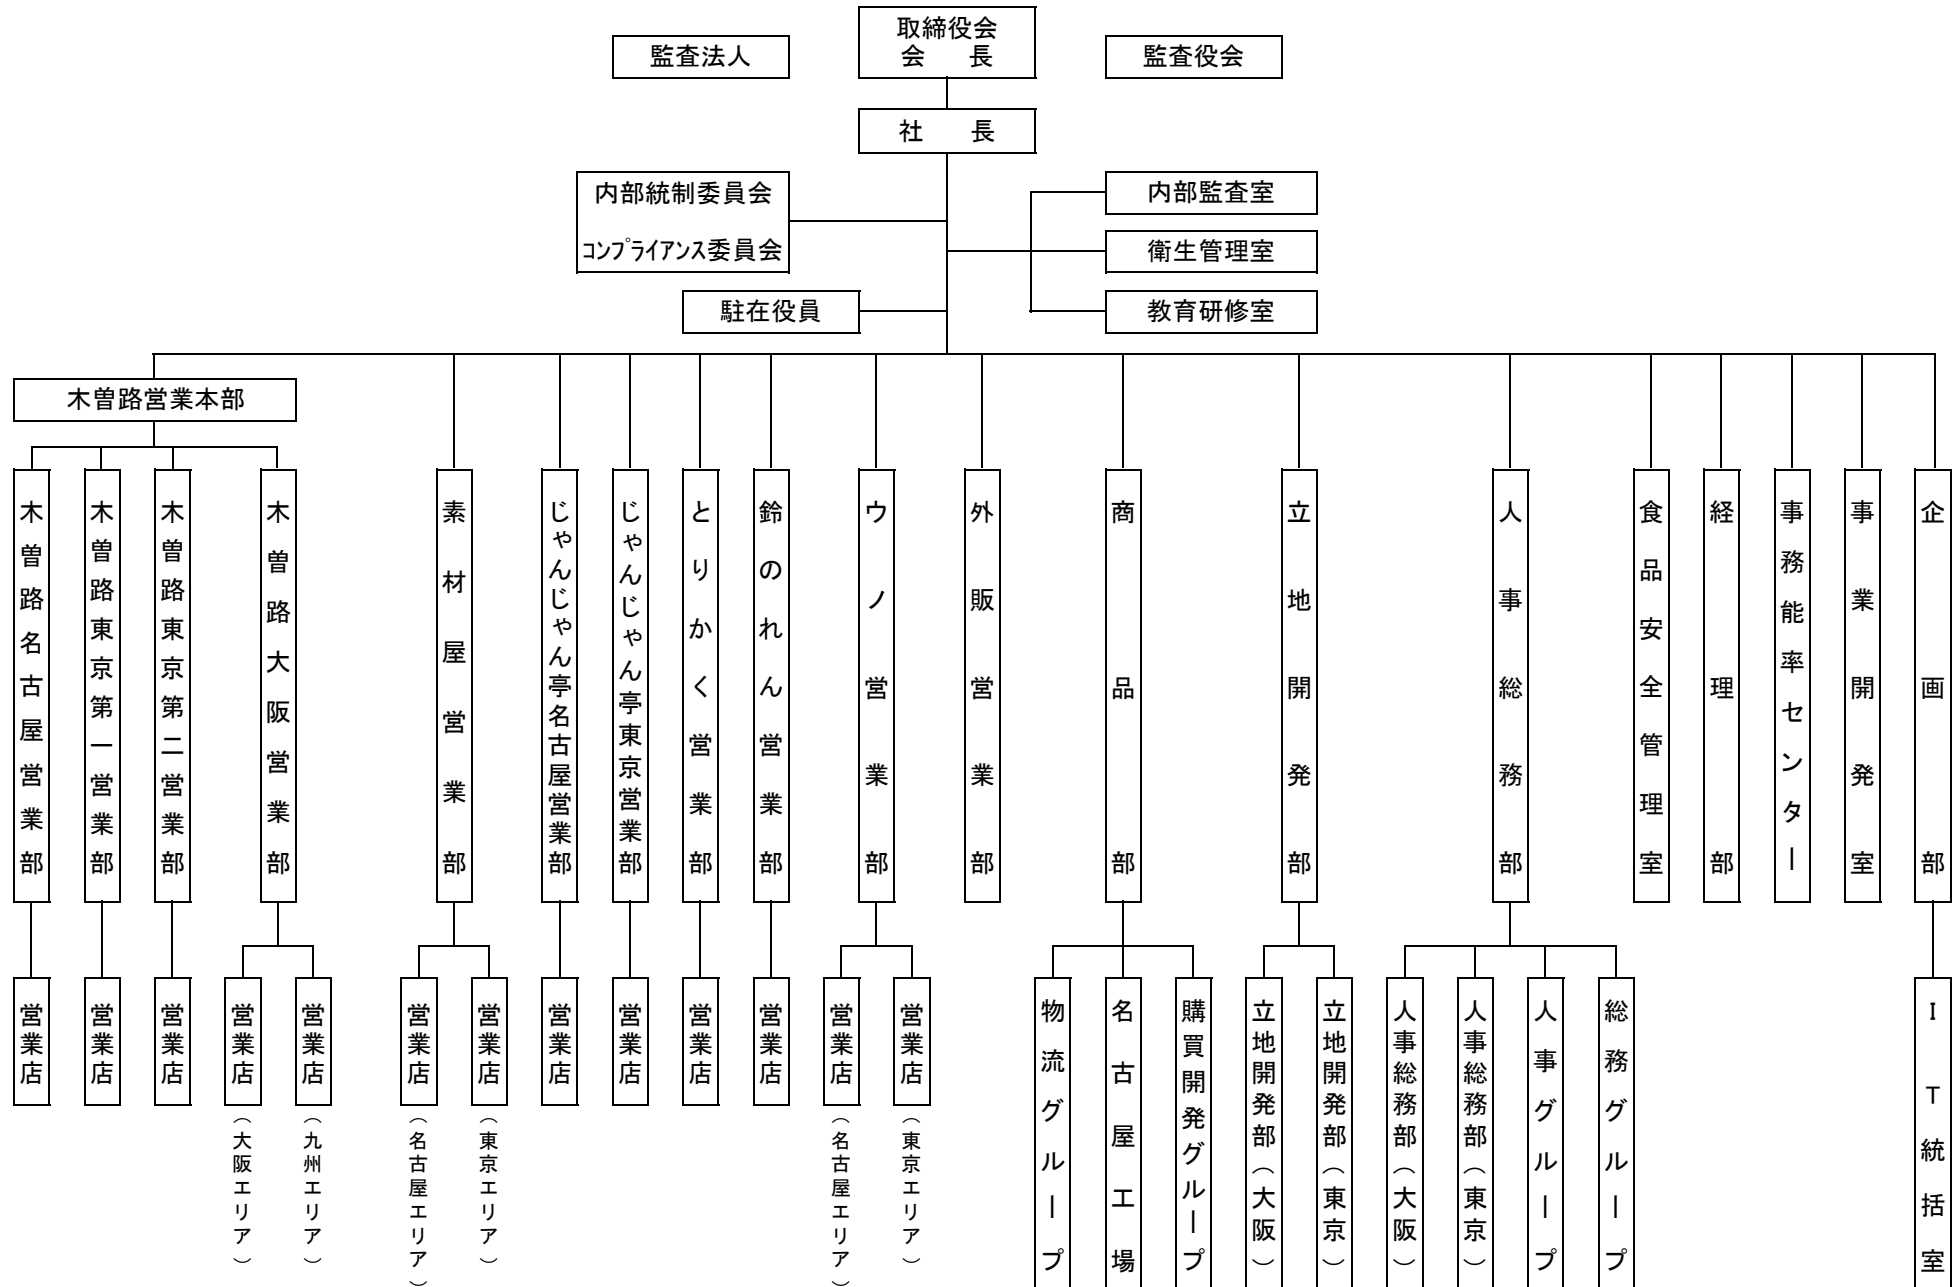 取締役会
会　　長
監査法人
監査役会
社　　長
内部統制委員会
ｺﾝﾌﾟﾗｲｱﾝｽ委員会
内部監査室
衛生管理室
駐在役員
教育研修室
木曽路営業本部
木曽路名古屋営業部
木曽路東京第一営業部
木曽路東京第二営業部
木曽路大阪営業部
素材屋営業部
じゃんじゃん亭名古屋営業部
じゃんじゃん亭東京営業部
とりかく営業部
鈴のれん営業部
ウノ営業部
外販営業部
商品部
立地開発部
人事総務部
食品安全管理室
経理部
事務能率センター
事業開発室
企画部
営業店
営業店
営業店
営業店
（大阪エリア）
営業店
（九州エリア）
営業店
（名古屋エリア）
営業店
（東京エリア）
営業店
営業店
営業店
営業店
営業店
（名古屋エリア）
営業店
（東京エリア）
物流グループ
名古屋工場
購買開発グループ
立地開発部（大阪）
立地開発部（東京）
人事総務部（大阪）
人事総務部（東京）
人事グループ
総務グループ
ＩＴ統括室